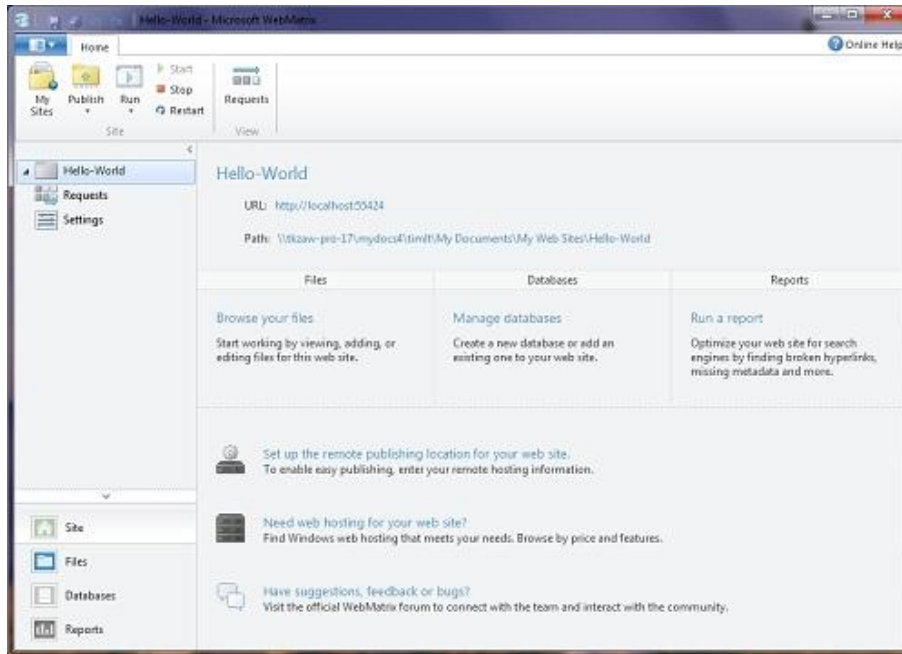 Hello-World - Microsoft WebMatrix
Home
Online Help
My Sites
Publish
Run
Start
Stop
Restart
Requests
Site
View
Hello-World
Requests
Settings
Hello-World
URL: http://localhost:55424
Path: \\tkzaw-pro-17\mydocs4\timlt\My Documents\My Web Sites\Hello-World
Files
Databases
Reports
Browse your files
Start working by viewing, adding, or
editing files for this web site.
Manage databases
Create a new database or add an
existing one to your web site.
Run a report
Optimize your web site for search
engines by finding broken hyperlinks,
missing metadata and more.
Set up the remote publishing location for your web site.
To enable easy publishing, enter your remote hosting information.
Need web hosting for your web site?
Find Windows web hosting that meets your needs. Browse by price and features.
Have suggestions, feedback or bugs?
Visit the official WebMatrix forum to connect with the team and interact with the community.
Site
Files
Databases
Reports